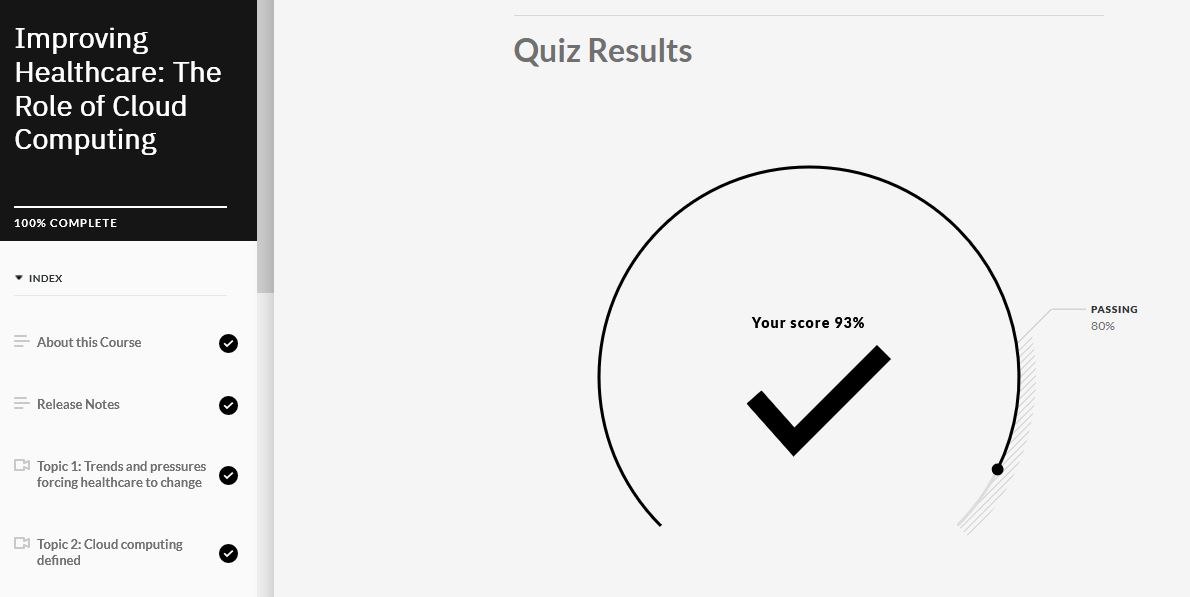 Improving
Healthcare: The
Role of Cloud
Computing
100% COMPLETE
INDEX
About this Course
Release Notes
Topic 1: Trends and pressures
forcing healthcare to change
Topic 2: Cloud computing
defined
Quiz Results
Your score 93%
PASSING
80%